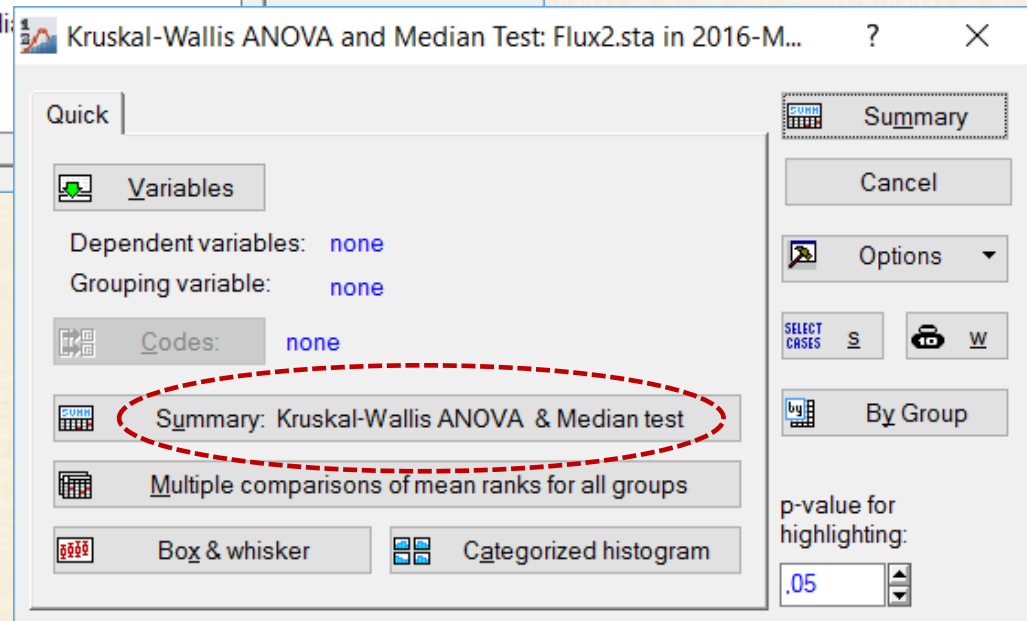 Kruskal-Wallis ANOVA and Median Test: Flux2.sta in 2016-M... ?
Quick
Variables
Dependent variables: none
Grouping variable: none
Codes: none
Summary: Kruskal-Wallis ANOVA & Median test
Multiple comparisons of mean ranks for all groups
Box & whisker
Categorized histogram
Summary
Cancel
Options
SELECT
CASES
S
W
By Group
p-value for
highlighting:
,05